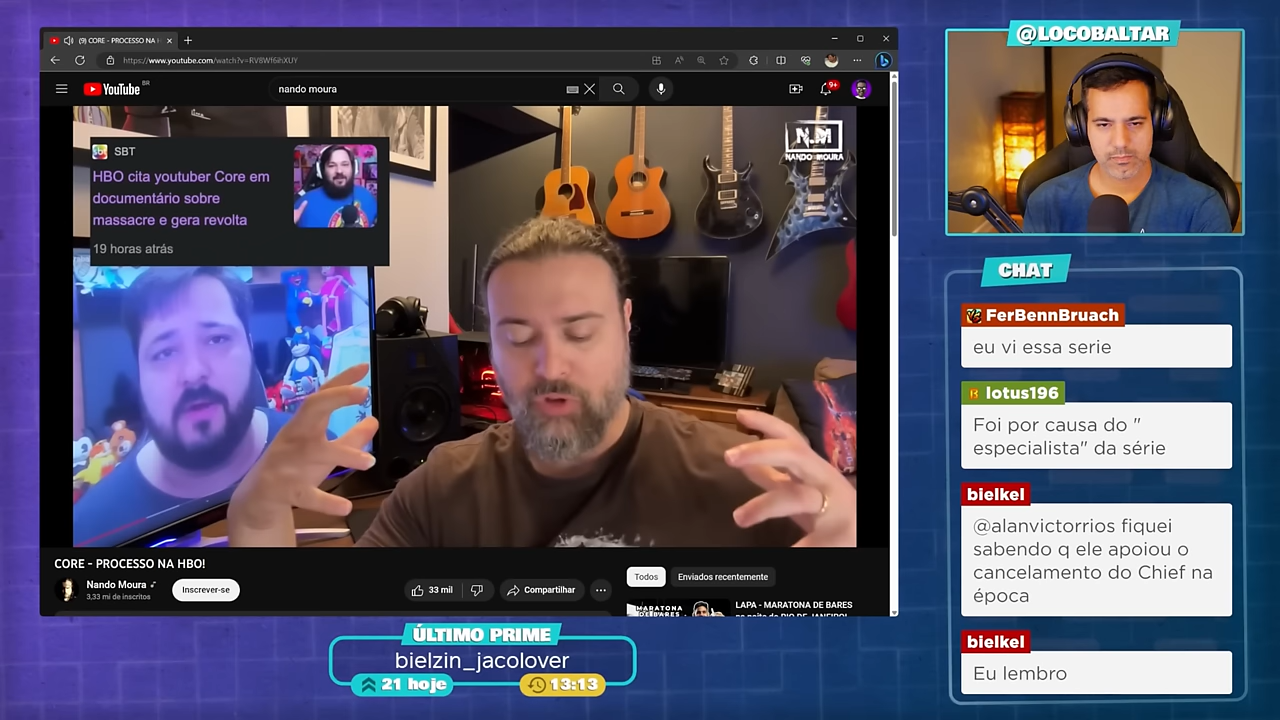 (9) CORE - PROCESSO NA H
https://www.youtube.com/watch?v=RV8Wf6ihXUY
YouTube BR
nando moura
9+
SBT
HBO cita youtuber Core em
documentário sobre
massacre e gera revolta
19 horas atrás
N.M
NANDO MOURA
CORE - PROCESSO NA HBO!
Nando Moura
3,33 mi de inscritos
Inscrever-se
33 mil
Compartilhar
Todos
Enviados recentemente
MARATONA
LAPA - MARATONA DE BARES
ÚLTIMO PRIME
bielzin_jacolover
21 hoje
13:13
@LOCOBALTAR
CHAT
FerBennBruach
eu vi essa serie
lotus196
Foi por causa do "
especialista" da série
bielkel
@alanvictorrios fiquei
sabendo q ele apoiou o
cancelamento do Chief na
época
bielkel
Eu lembro